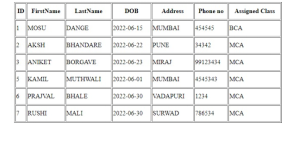 ID FirstName LastName DOB Address Phone no Assigned Class
1 MOSU DANGE 2022-06-15 MUMBAI 454545 BCA
2 AKSH BHANDARE 2022-06-22 PUNE 34342 MCA
3 ANIKET BORGAVE 2022-06-23 MIRAJ 99123434 MCA
5 KAMIL MUTHWALI 2022-06-01 MUMBAI 4545343 MCA
6 PRAJVAL BHALE 2022-06-30 VADAPURI 1234 MCA
7 RUSHI MALI 2022-06-30 SURWAD 786534 MCA